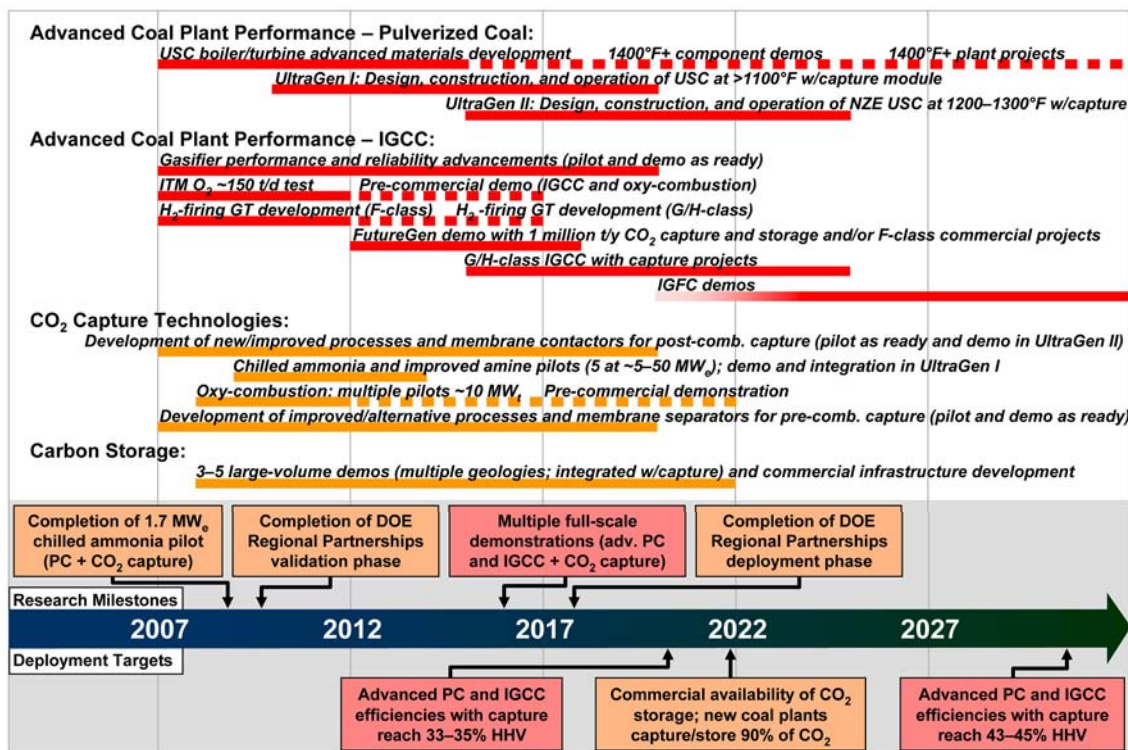 Advanced Coal Plant Performance – Pulverized Coal:
USC boiler/turbine advanced materials development 1400°F+ component demos 1400°F+ plant projects
UltraGen I: Design, construction, and operation of USC at >1100°F w/capture module
UltraGen II: Design, construction, and operation of NZE USC at 1200–1300°F w/capture
Advanced Coal Plant Performance – IGCC:
Gasifier performance and reliability advancements (pilot and demo as ready)
ITM O₂ ~150 t/d test Pre-commercial demo (IGCC and oxy-combustion)
H₂-firing GT development (F-class) H₂ -firing GT development (G/H-class)
FutureGen demo with 1 million t/y CO₂ capture and storage and/or F-class commercial projects
G/H-class IGCC with capture projects
IGFC demos
CO₂ Capture Technologies:
Development of new/improved processes and membrane contactors for post-comb. capture (pilot as ready and demo in UltraGen II)
Chilled ammonia and improved amine pilots (5 at ~5–50 MWₑ); demo and integration in UltraGen I
Oxy-combustion: multiple pilots ~10 MWₜ Pre-commercial demonstration
Development of improved/alternative processes and membrane separators for pre-comb. capture (pilot and demo as ready)
Carbon Storage:
3–5 large-volume demos (multiple geologies; integrated w/capture) and commercial infrastructure development
Completion of 1.7 MWₑ
chilled ammonia pilot
(PC + CO₂ capture)
Completion of DOE
Regional Partnerships
validation phase
Multiple full-scale
demonstrations (adv. PC
and IGCC + CO₂ capture)
Completion of DOE
Regional Partnerships
deployment phase
Research Milestones
2007 2012 2017 2022 2027
Deployment Targets
Advanced PC and IGCC
efficiencies with capture
reach 33–35% HHV
Commercial availability of CO₂
storage; new coal plants
capture/store 90% of CO₂
Advanced PC and IGCC
efficiencies with capture
reach 43–45% HHV